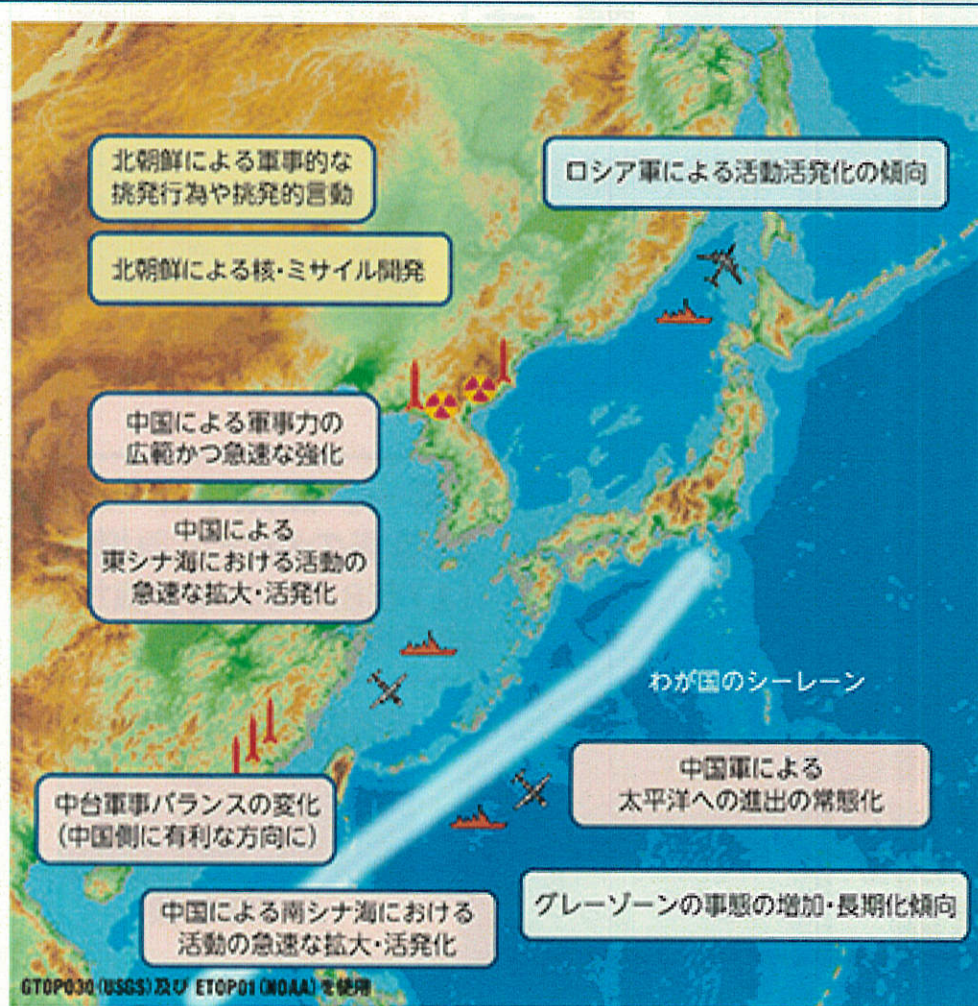 北朝鮮による軍事的な
挑発行為や挑発的言動
ロシア軍による活動活発化の傾向
北朝鮮による核・ミサイル開発
中国による軍事力の
広範かつ急速な強化
中国による
東シナ海における活動の
急速な拡大・活発化
わが国のシーレーン
中国軍による
太平洋への進出の常態化
中台軍事バランスの変化
(中国側に有利な方向に)
グレーゾーンの事態の増加・長期化傾向
中国による南シナ海における
活動の急速な拡大・活発化
GTOPO30(USGS)及び ETOPO1(NOAA)を使用